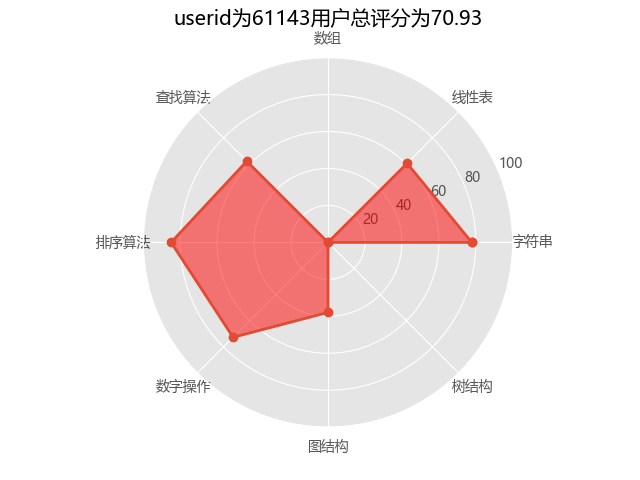 userid为61143用户总评分为70.93
数组
查找算法
线性表
100
80
60
40
20
排序算法
字符串
数字操作
树结构
图结构